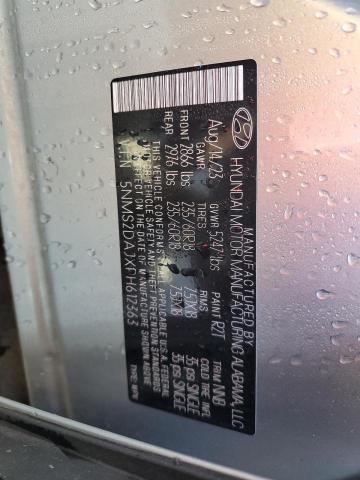 MANUFACTURED BY
HYUNDAI MOTOR MANUFACTURING ALABAMA, LLC
Aug/14/23 GVWR 5247 lbs PAINT R2T TRIM NNB
GAWR TIRES RIMS COLD TIRE INFL.
FRONT 2866 lbs 235/60R18 7.5JX18 35 psi SINGLE
REAR 2976 lbs 235/60R18 7.5JX18 35 psi SINGLE
THIS VEHICLE CONFORMS TO ALL APPLICABLE U.S.A. FEDERAL
MOTOR VEHICLE SAFETY AND THEFT PREVENTION STANDARDS
IN EFFECT ON THE DATE OF MANUFACTURE SHOWN ABOVE.
VIN 5NMS2DAJXPH612363 TYPE: MPV